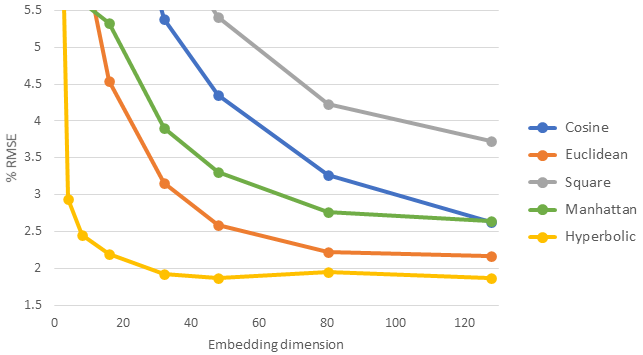 5.5
5
4.5
4
3.5
3
2.5
2
1.5
% RMSE
0
20
40
60
80
100
120
Embedding dimension
Cosine
Euclidean
Square
Manhattan
Hyperbolic